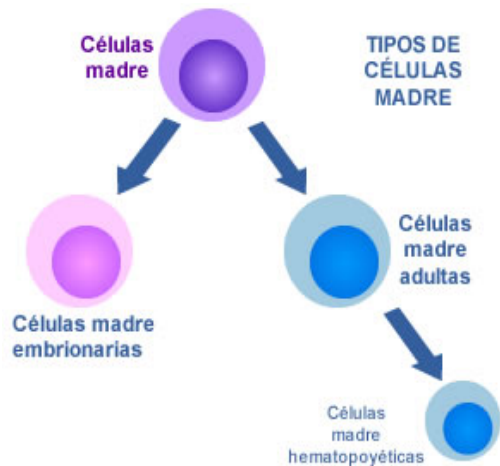 Células
madre
TIPOS DE
CÉLULAS
MADRE
Células
madre
adultas
Células madre
embrionarias
Células
madre
hematopoyéticas